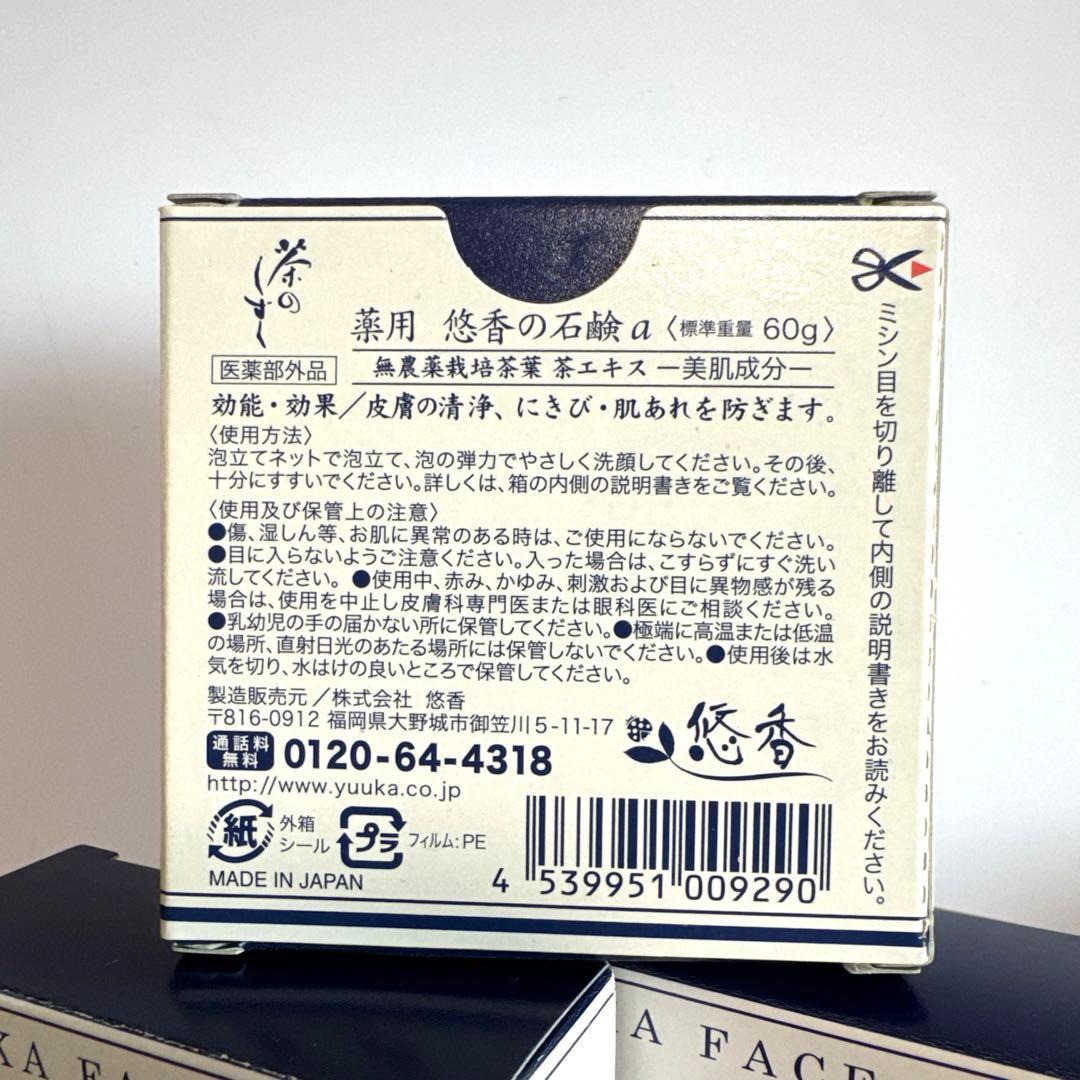 茶のしずく
薬用 悠香の石鹸a〈標準重量 60g〉
医薬部外品
無農薬栽培茶葉 茶エキス ー美肌成分ー
効能・効果／皮膚の清浄、にきび・肌あれを防ぎます。
〈使用方法〉
泡立てネットで泡立て、泡の弾力でやさしく洗顔してください。その後、
十分にすすいでください。詳しくは、箱の内側の説明書きをご覧ください。
〈使用及び保管上の注意〉
●傷、湿しん等、お肌に異常のある時は、ご使用にならないでください。
●目に入らないようご注意ください。入った場合は、こすらずにすぐ洗い
流してください。●使用中、赤み、かゆみ、刺激および目に異物感が残る
場合は、使用を中止し皮膚科専門医または眼科医にご相談ください。
●乳幼児の手の届かない所に保管してください。●極端に高温または低温
の場所、直射日光のあたる場所には保管しないでください。●使用後は水
気を切り、水はけの良いところで保管してください。
製造販売元／株式会社 悠香
〒816-0912 福岡県大野城市御笠川5-11-17
通話料
無料
0120-64-4318
http://www.yuuka.co.jp
悠香
紙
外箱
シール
プラ
フィルム:PE
MADE IN JAPAN
4 539951 009290
ミシン目を切り離して内側の説明書きをお読みください。
KA FA
KA FACE